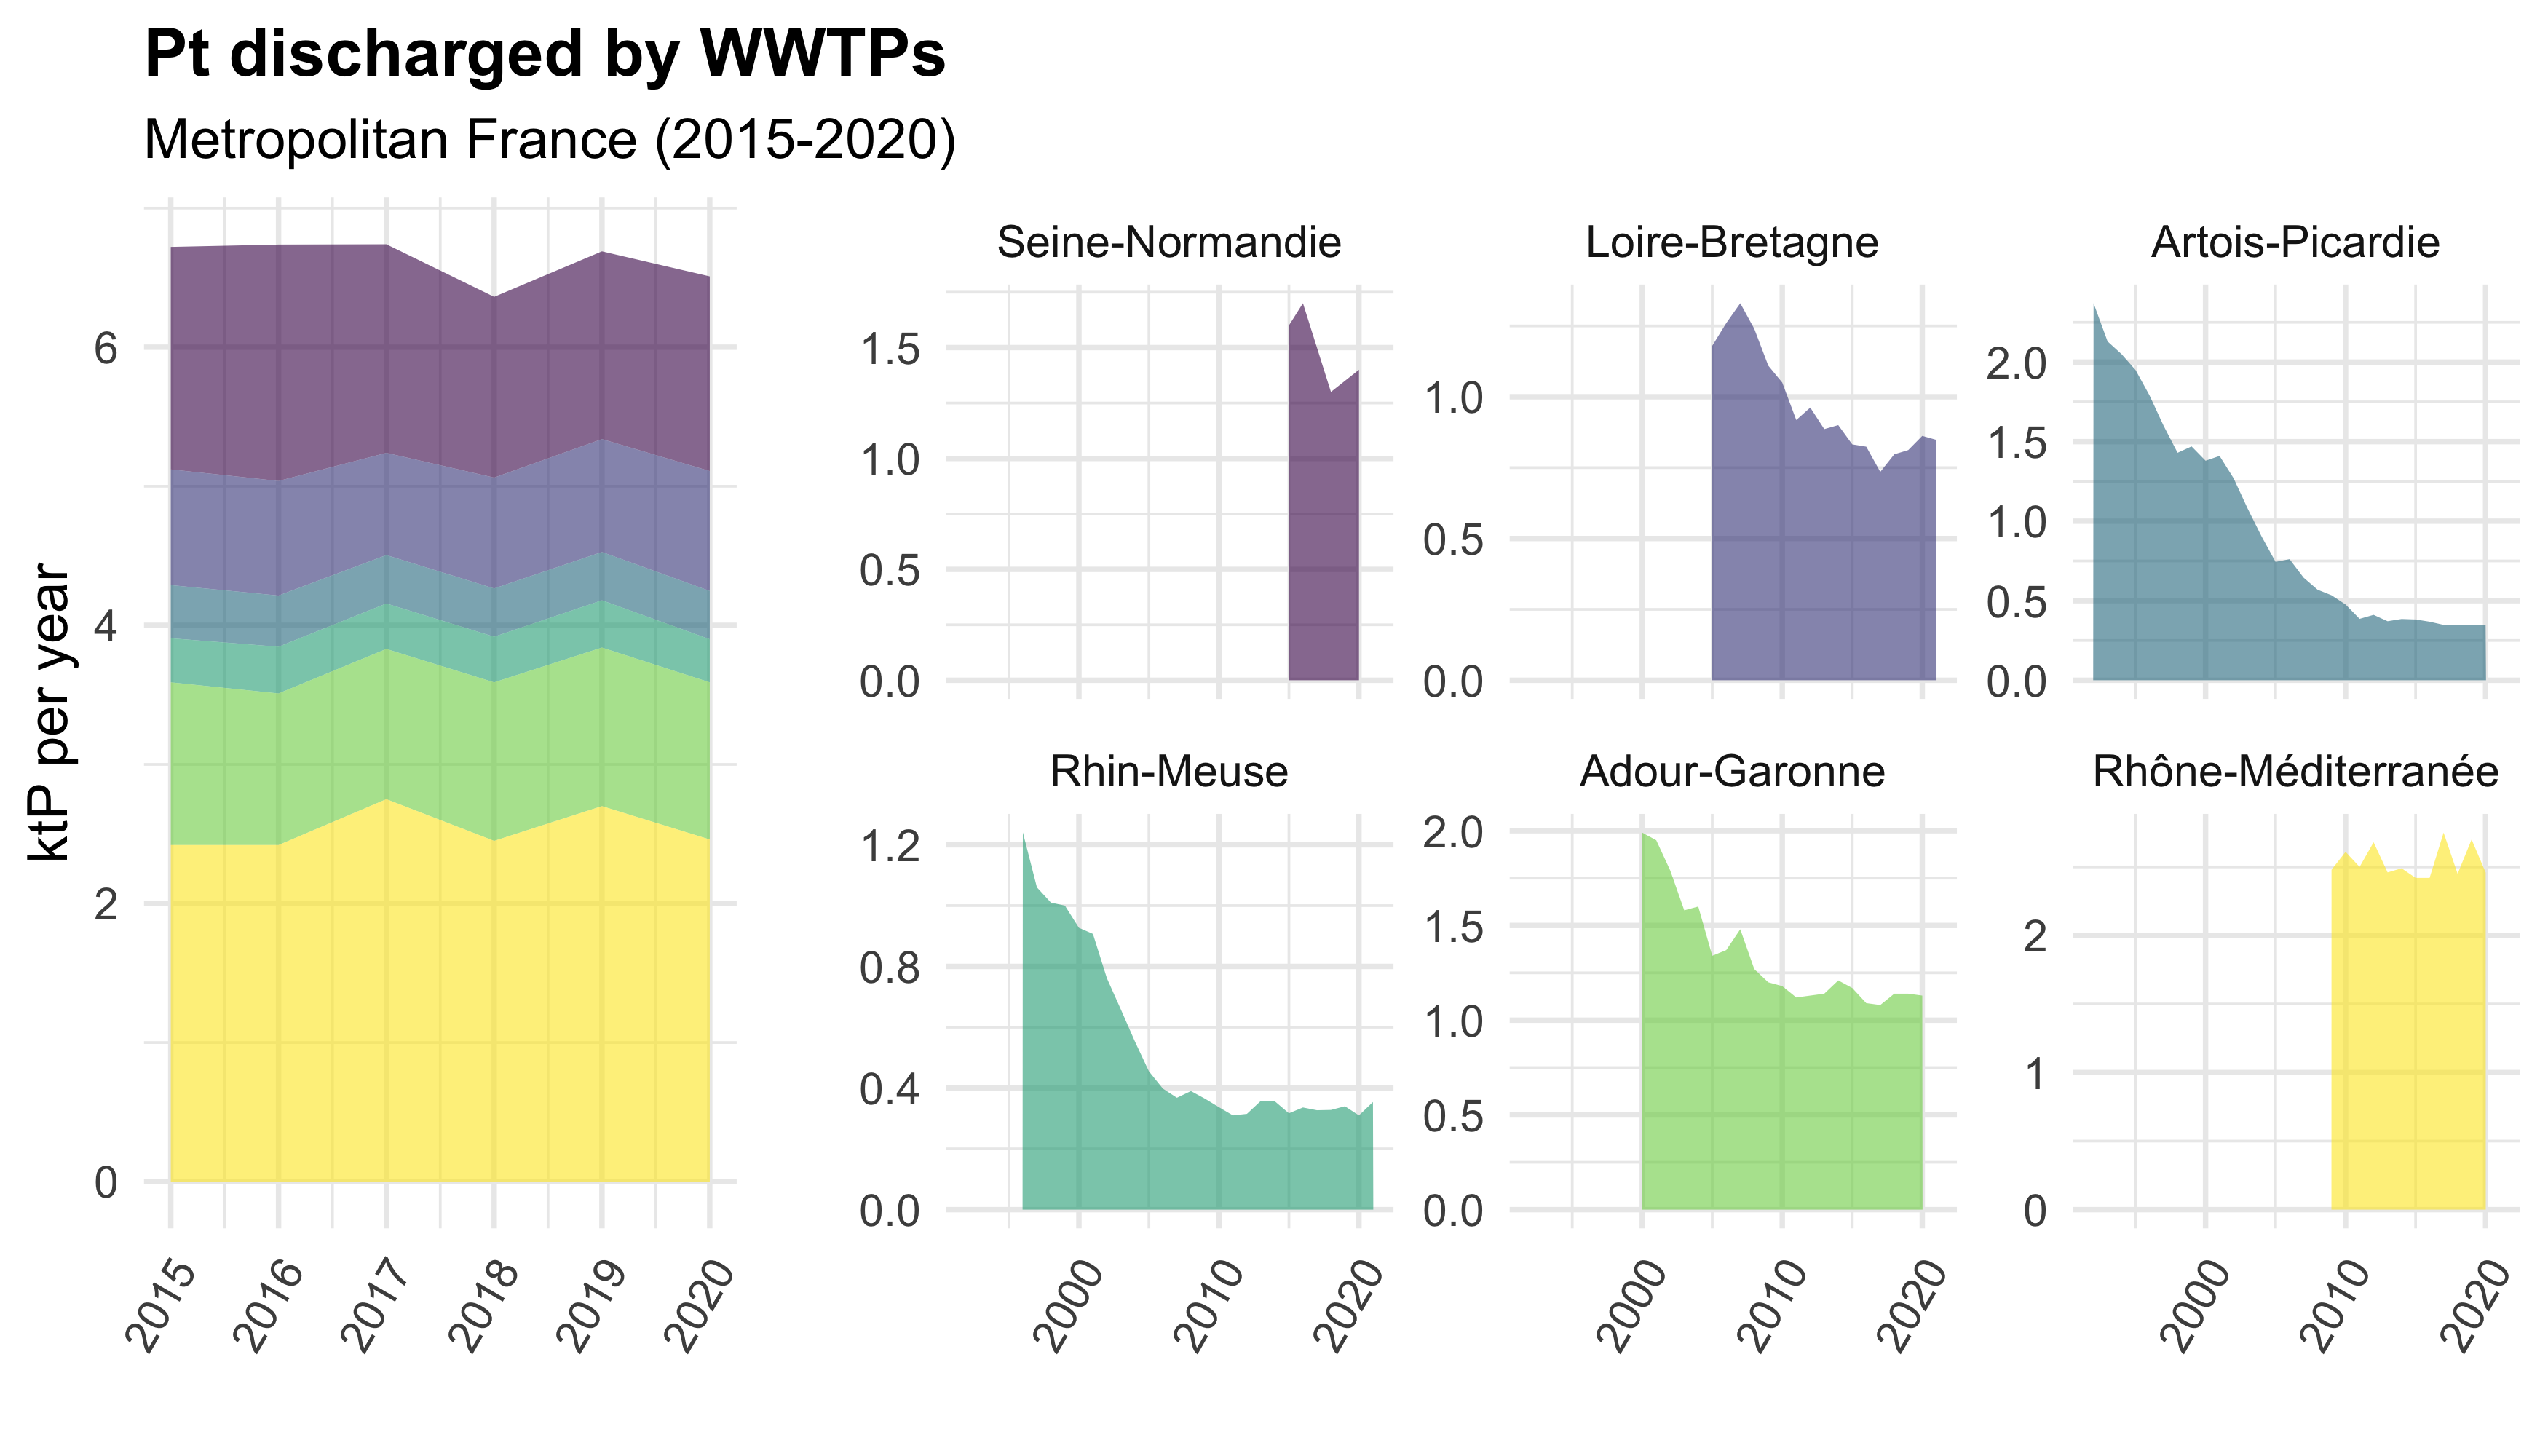 Pt discharged by WWTPs
Metropolitan France (2015-2020)
ktP per year
6
4
2
0
2015 2016 2017 2018 2019 2020
Seine-Normandie
1.5
1.0
0.5
0.0
Loire-Bretagne
1.0
0.5
0.0
Artois-Picardie
2.0
1.5
1.0
0.5
0.0
Rhin-Meuse
1.2
0.8
0.4
0.0
2000 2010 2020
Adour-Garonne
2.0
1.5
1.0
0.5
0.0
2000 2010 2020
Rhône-Méditerranée
2
1
0
2000 2010 2020